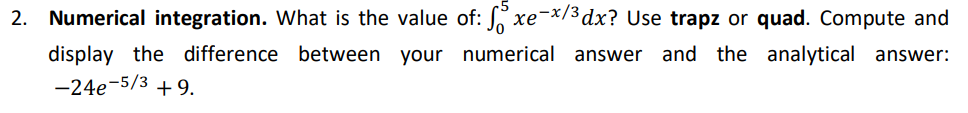 2. Numerical integration. What is the value of: ∫₀⁵ xe^(−x/3)dx? Use trapz or quad. Compute and
display the difference between your numerical answer and the analytical answer:
−24e^(−5/3) + 9.